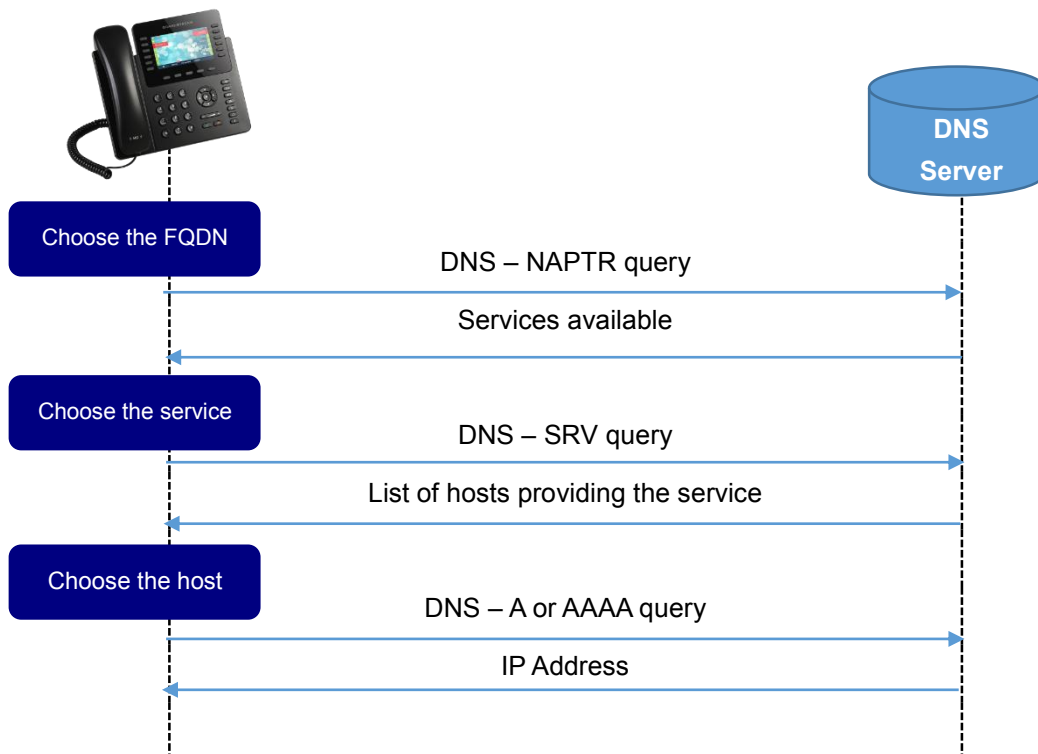 DNS
Server
Choose the FQDN
DNS – NAPTR query
Services available
Choose the service
DNS – SRV query
List of hosts providing the service
Choose the host
DNS – A or AAAA query
IP Address